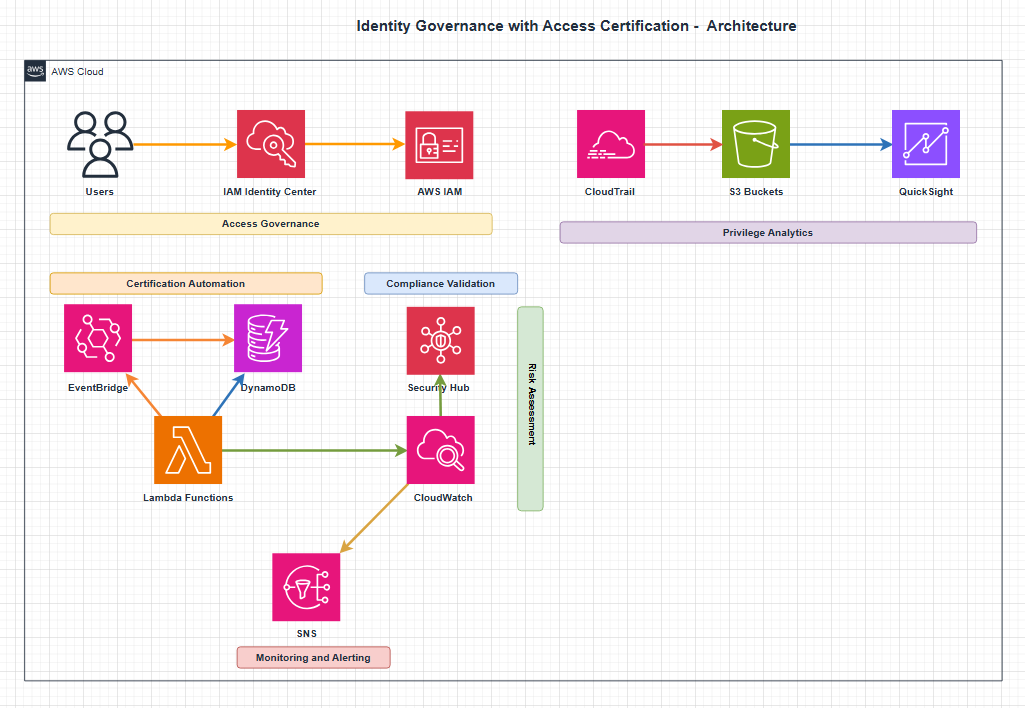 Identity Governance with Access Certification - Architecture
aws
AWS Cloud
Users
IAM Identity Center
AWS IAM
CloudTrail
S3 Buckets
QuickSight
Access Governance
Privilege Analytics
Certification Automation
Compliance Validation
EventBridge
DynamoDB
Security Hub
Risk Assessment
Lambda Functions
CloudWatch
SNS
Monitoring and Alerting